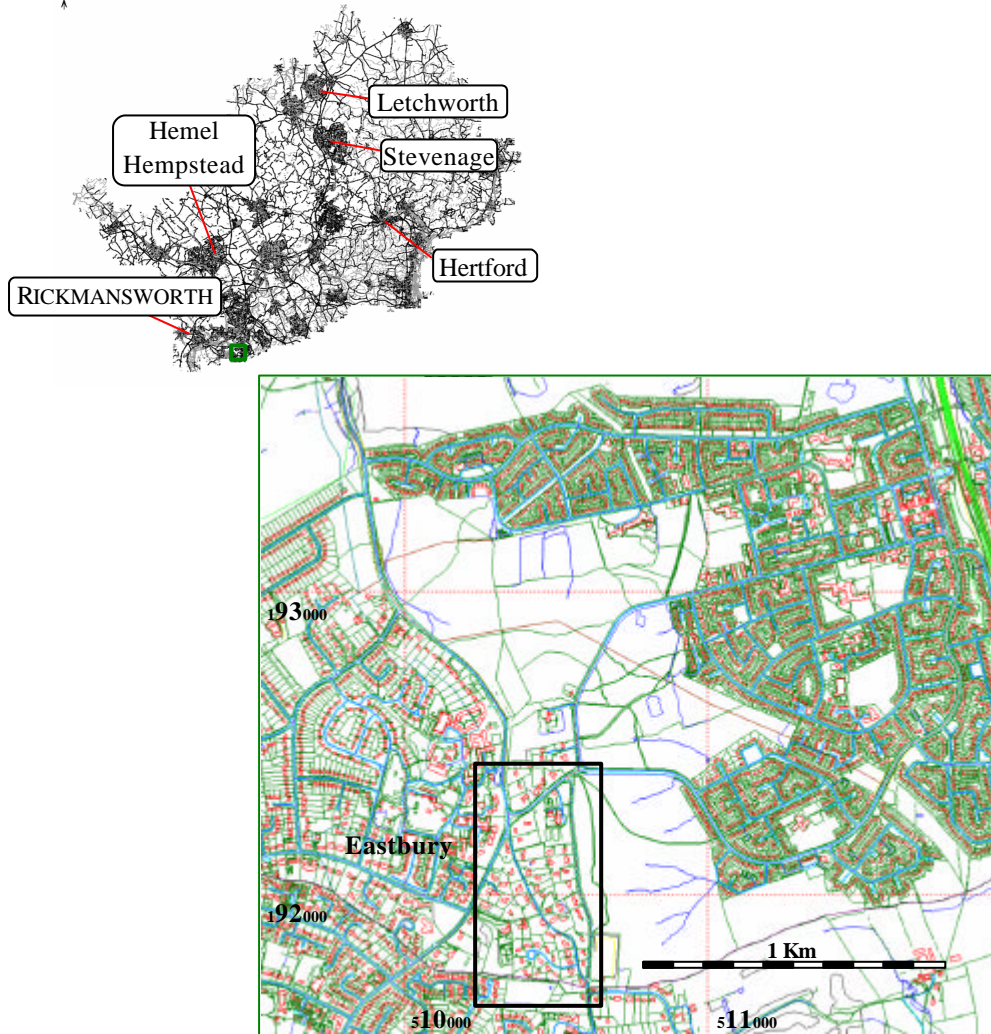 Letchworth
Hemel
Hempstead
Stevenage
Hertford
RICKMANSWORTH
193000
Eastbury
192000
1 Km
510000
511000